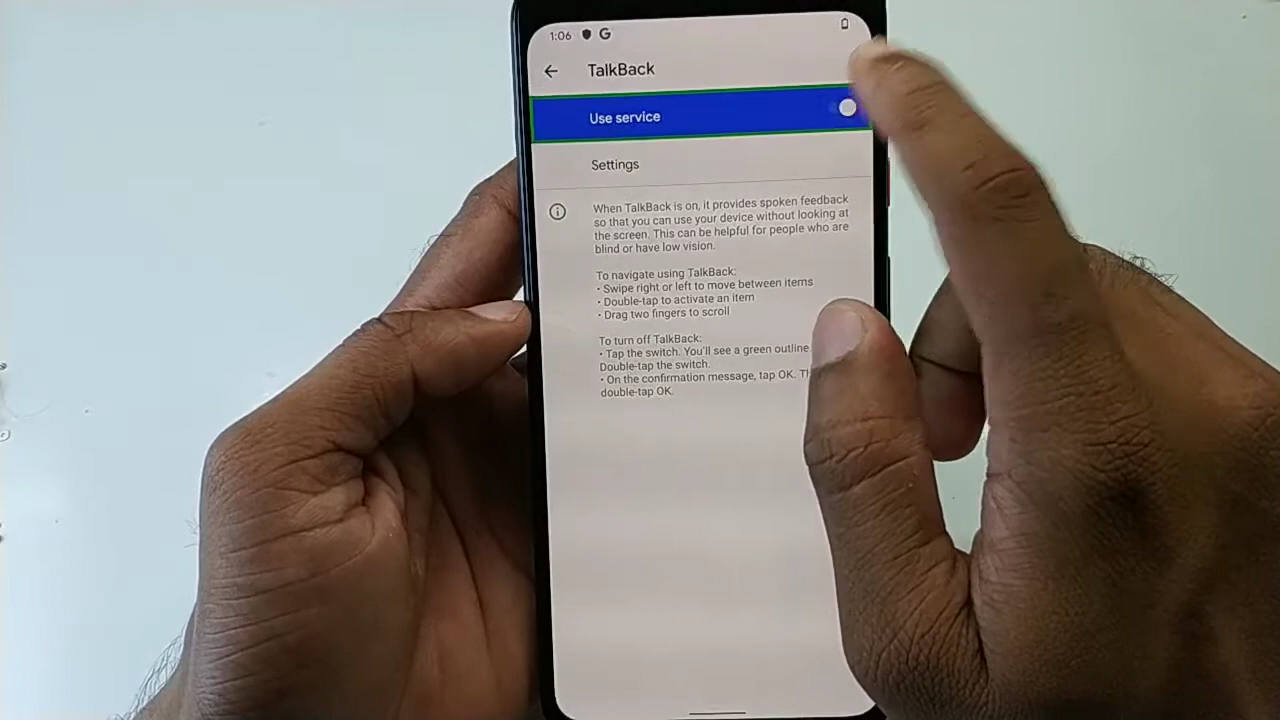 1:06 G
TalkBack
Use service
Settings
When TalkBack is on, it provides spoken feedback
so that you can use your device without looking at
the screen. This can be helpful for people who are
blind or have low vision.
To navigate using TalkBack:
• Swipe right or left to move between items
• Double-tap to activate an item
• Drag two fingers to scroll
To turn off TalkBack:
• Tap the switch. You'll see a green outline
Double-tap the switch.
• On the confirmation message, tap OK.
double-tap OK.